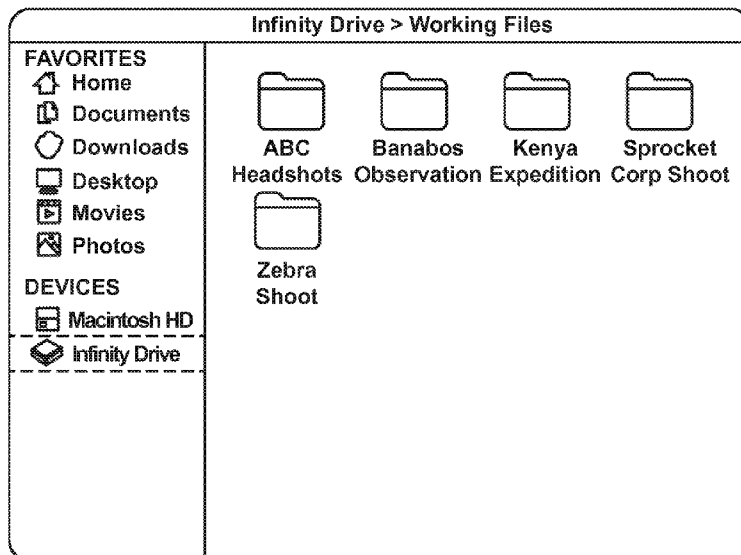 Infinity Drive > Working Files
FAVORITES
Home
Documents
Downloads
Desktop
Movies
Photos
DEVICES
Macintosh HD
Infinity Drive
ABC Headshots
Banabos Observation
Kenya Expedition
Sprocket Corp Shoot
Zebra Shoot